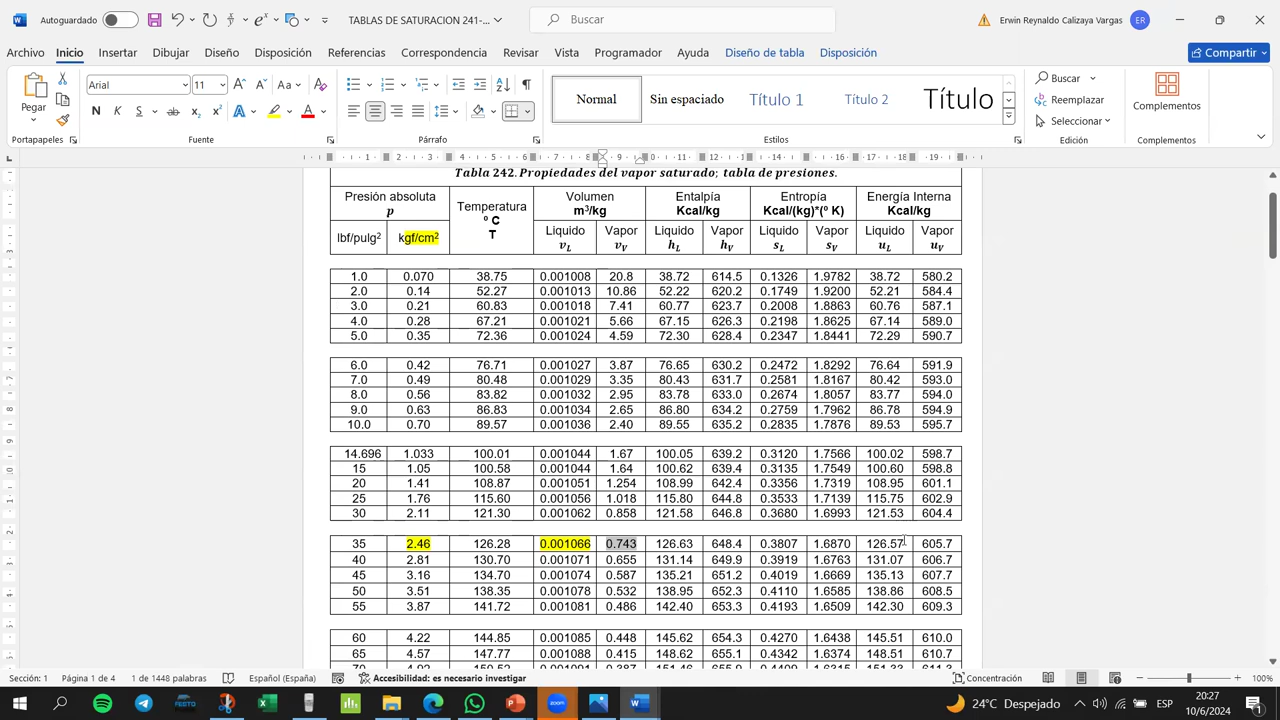 Autoguardado
TABLAS DE SATURACION 241-...
Buscar
Erwin Reynaldo Calizaya Vargas
ER
Archivo Inicio Insertar Dibujar Diseño Disposición Referencias Correspondencia Revisar Vista Programador Ayuda Diseño de tabla Disposición
Compartir
Pegar
Arial 11
Normal
Sin espaciado
Título 1
Título 2
Título
Buscar
Reemplazar
Seleccionar
Complementos
Portapapeles Fuente Párrafo Estilos Edición Complementos
Tabla 242. Propiedades del vapor saturado; tabla de presiones.
Presión absoluta p Temperatura º C T Volumen m³/kg Entalpía Kcal/kg Entropía Kcal/(kg)*(º K) Energía Interna Kcal/kg
lbf/pulg² kgf/cm² Liquido vL Vapor vV Liquido hL Vapor hV Liquido sL Vapor sV Liquido uL Vapor uV
1.0 0.070 38.75 0.001008 20.8 38.72 614.5 0.1326 1.9782 38.72 580.2
2.0 0.14 52.27 0.001013 10.86 52.22 620.2 0.1749 1.9200 52.21 584.4
3.0 0.21 60.83 0.001018 7.41 60.77 623.7 0.2008 1.8863 60.76 587.1
4.0 0.28 67.21 0.001021 5.66 67.15 626.3 0.2198 1.8625 67.14 589.0
5.0 0.35 72.36 0.001024 4.59 72.30 628.4 0.2347 1.8441 72.29 590.7
6.0 0.42 76.71 0.001027 3.87 76.65 630.2 0.2472 1.8292 76.64 591.9
7.0 0.49 80.48 0.001029 3.35 80.43 631.7 0.2581 1.8167 80.42 593.0
8.0 0.56 83.82 0.001032 2.95 83.78 633.0 0.2674 1.8057 83.77 594.0
9.0 0.63 86.83 0.001034 2.65 86.80 634.2 0.2759 1.7962 86.78 594.9
10.0 0.70 89.57 0.001036 2.40 89.55 635.2 0.2835 1.7876 89.53 595.7
14.696 1.033 100.01 0.001044 1.67 100.05 639.2 0.3120 1.7566 100.02 598.7
15 1.05 100.58 0.001044 1.64 100.62 639.4 0.3135 1.7549 100.60 598.8
20 1.41 108.87 0.001051 1.254 108.99 642.4 0.3356 1.7319 108.95 601.1
25 1.76 115.60 0.001056 1.018 115.80 644.8 0.3533 1.7139 115.75 602.9
30 2.11 121.30 0.001062 0.858 121.58 646.8 0.3680 1.6993 121.53 604.4
35 2.46 126.28 0.001066 0.743 126.63 648.4 0.3807 1.6870 126.57 605.7
40 2.81 130.70 0.001071 0.655 131.14 649.9 0.3919 1.6763 131.07 606.7
45 3.16 134.70 0.001074 0.587 135.21 651.2 0.4019 1.6669 135.13 607.7
50 3.51 138.35 0.001078 0.532 138.95 652.3 0.4110 1.6585 138.86 608.5
55 3.87 141.72 0.001081 0.486 142.40 653.3 0.4193 1.6509 142.30 609.3
60 4.22 144.85 0.001085 0.448 145.62 654.3 0.4270 1.6438 145.51 610.0
65 4.57 147.77 0.001088 0.415 148.62 655.1 0.4342 1.6374 148.51 610.7
Sección: 1 Página 1 de 4 1 de 1448 palabras Español (España) Accesibilidad: es necesario investigar Concentración 100%
24°C Despejado
ESP
20:27
10/6/2024